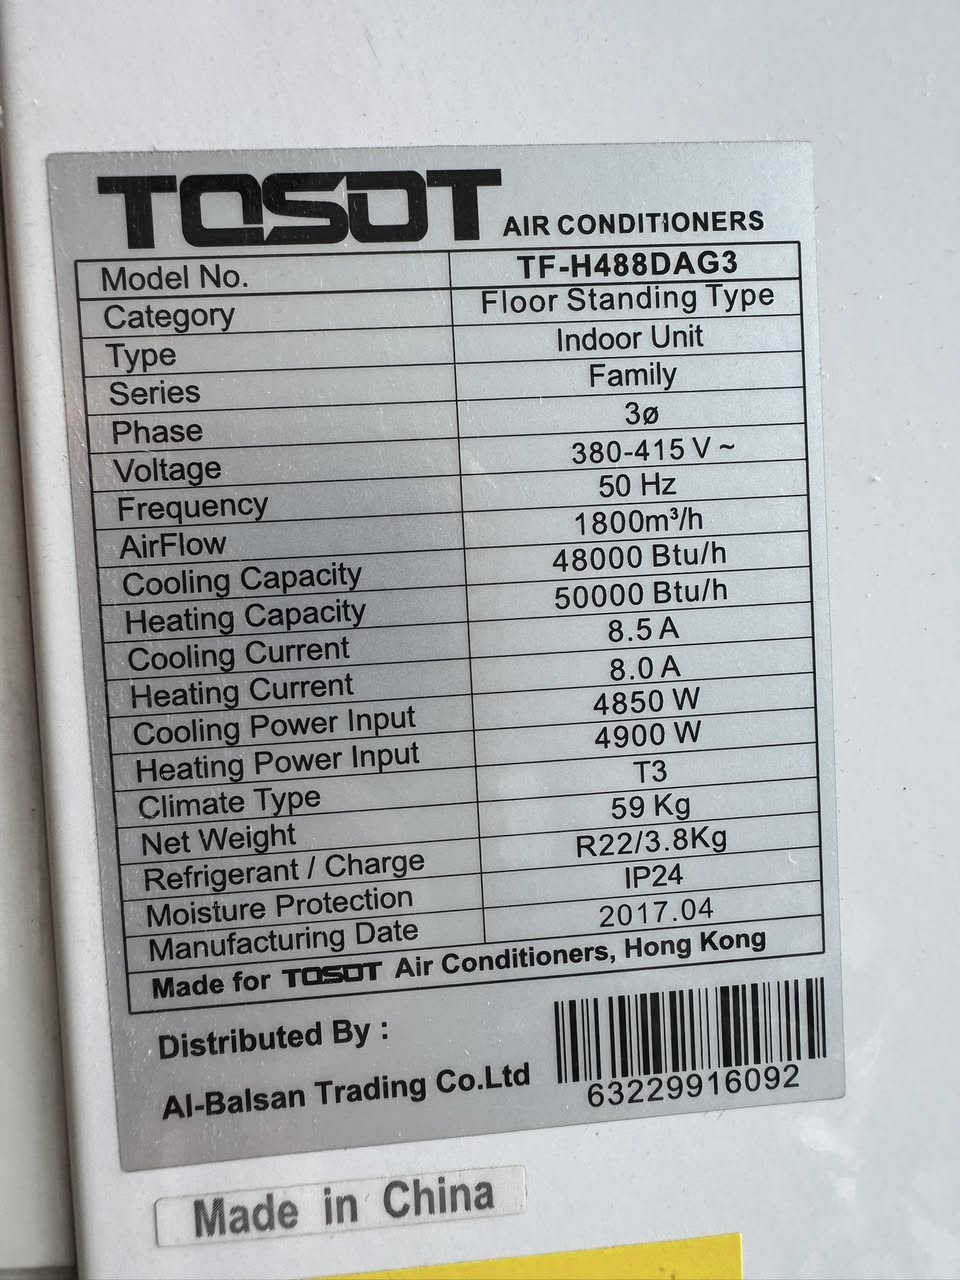 TOSOT AIR CONDITIONERS
Model No. TF-H488DAG3
Category Floor Standing Type
Type Indoor Unit
Series Family
Phase 3ø
Voltage 380-415 V ~
Frequency 50 Hz
AirFlow 1800m³/h
Cooling Capacity 48000 Btu/h
Heating Capacity 50000 Btu/h
Cooling Current 8.5 A
Heating Current 8.0 A
Cooling Power Input 4850 W
Heating Power Input 4900 W
Climate Type T3
Net Weight 59 Kg
Refrigerant / Charge R22/3.8Kg
Moisture Protection IP24
Manufacturing Date 2017.04
Made for TOSOT Air Conditioners, Hong Kong
Distributed By :
Al-Balsan Trading Co.Ltd
63229916092
Made in China